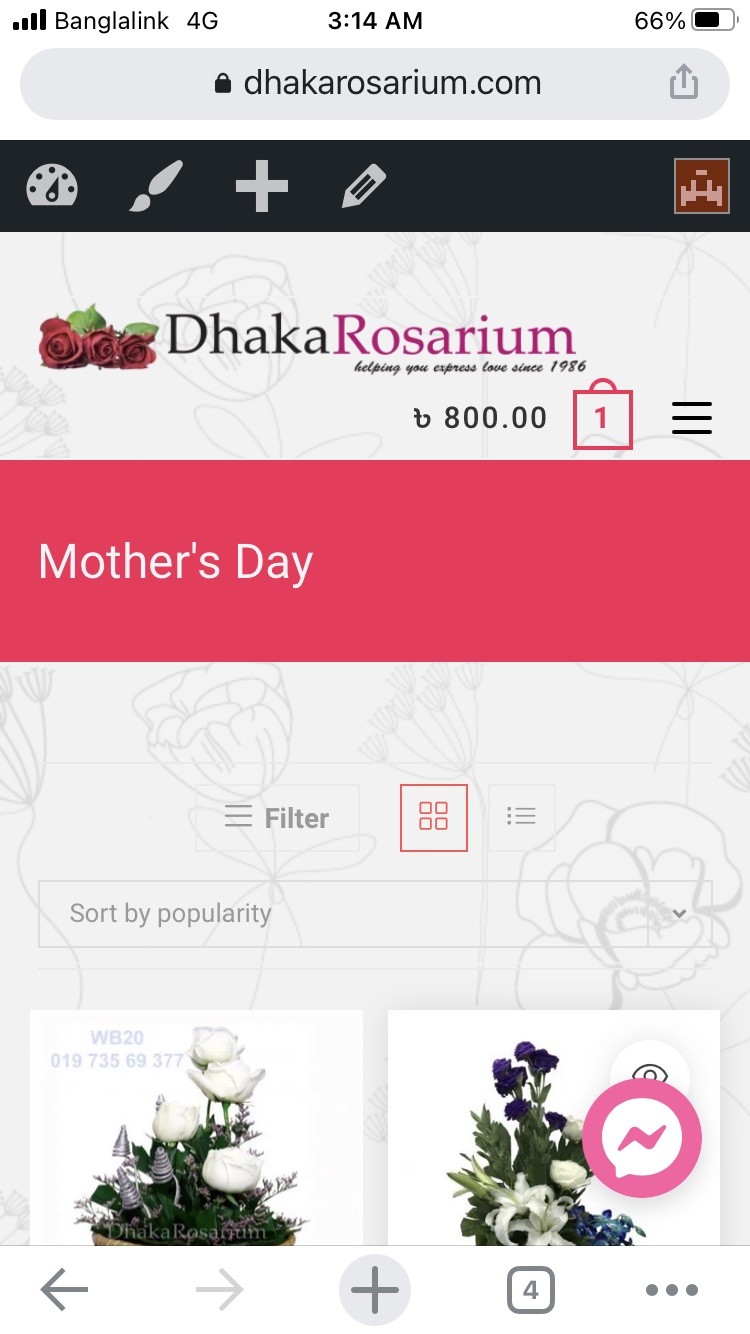 Banglalink 4G 3:14 AM 66%
dhakarosarium.com
DhakaRosarium
helping you express love since 1986
৳ 800.00 1
Mother's Day
Filter
Sort by popularity
WB20
019 735 69 377
DhakaRosarium
4